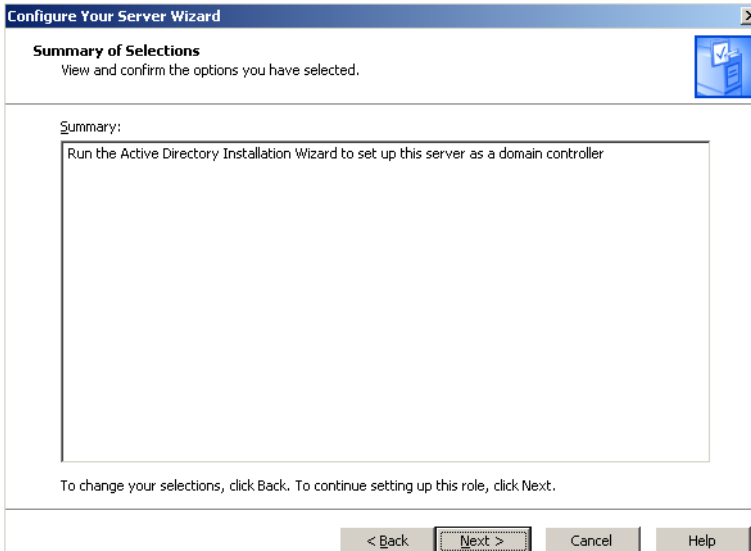 Configure Your Server Wizard
Summary of Selections
View and confirm the options you have selected.
Summary:
Run the Active Directory Installation Wizard to set up this server as a domain controller
To change your selections, click Back. To continue setting up this role, click Next.
< Back Next > Cancel Help